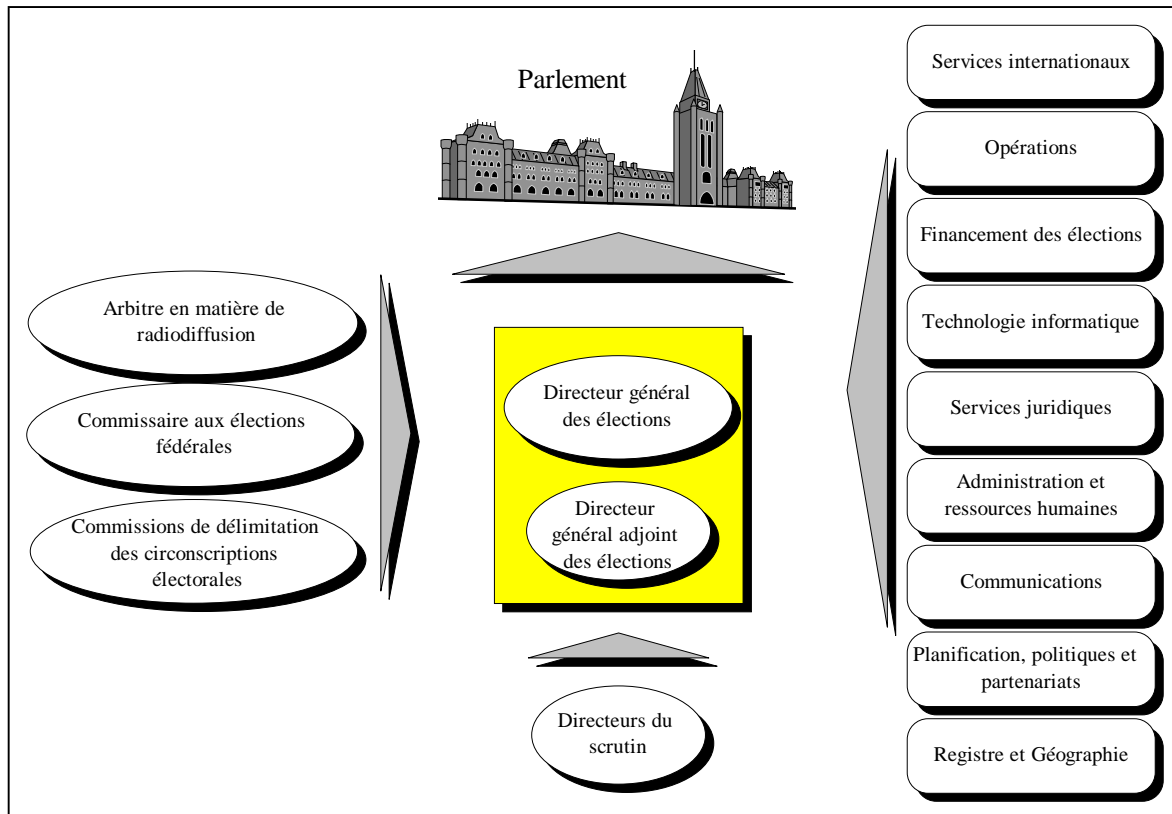 Parlement
Arbitre en matière de
radiodiffusion
Commissaire aux élections
fédérales
Commissions de délimitation
des circonscriptions
électorales
Directeur général
des élections
Directeur
général adjoint
des élections
Directeurs du
scrutin
Services internationaux
Opérations
Financement des élections
Technologie informatique
Services juridiques
Administration et
ressources humaines
Communications
Planification, politiques et
partenariats
Registre et Géographie